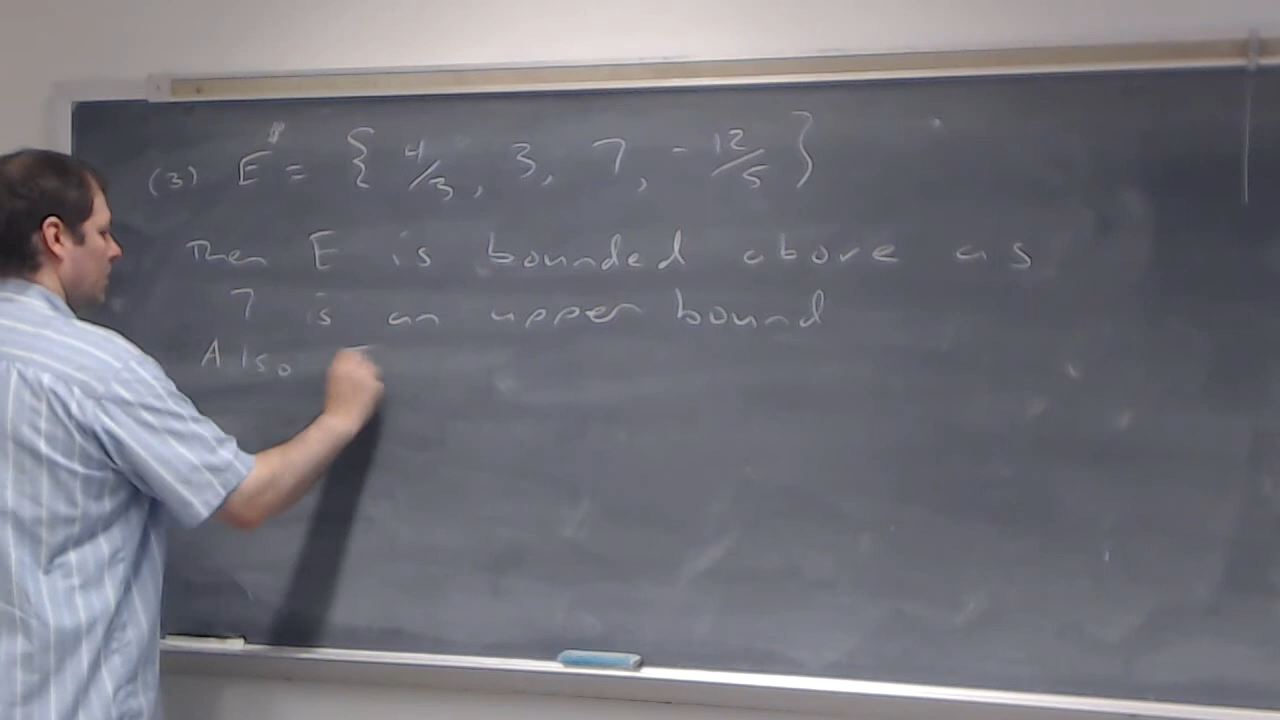 (3) E = { 4/3, 3, 7, - 12/5 }
Then E is bounded above as
7 is an upper bound
Also